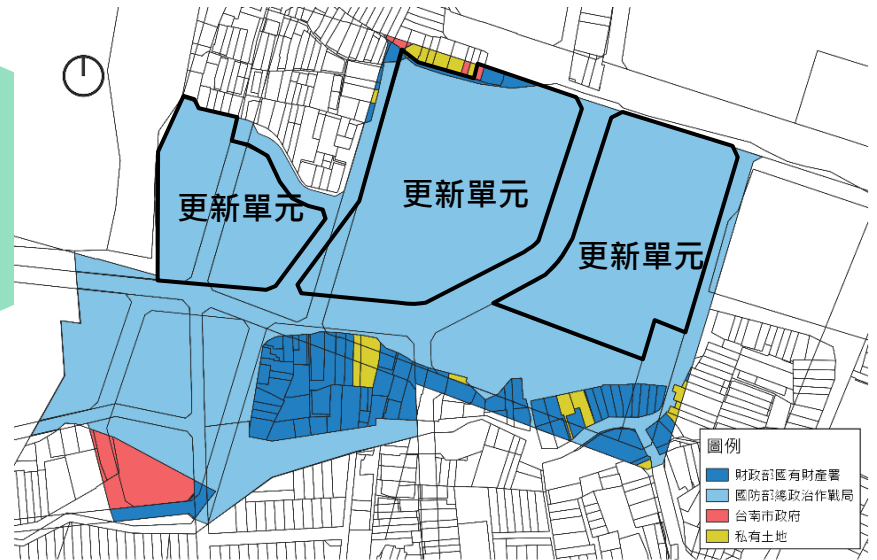 更新單元
更新單元
更新單元
圖例
財政部國有財產署
國防部總政治作戰局
台南市政府
私有土地